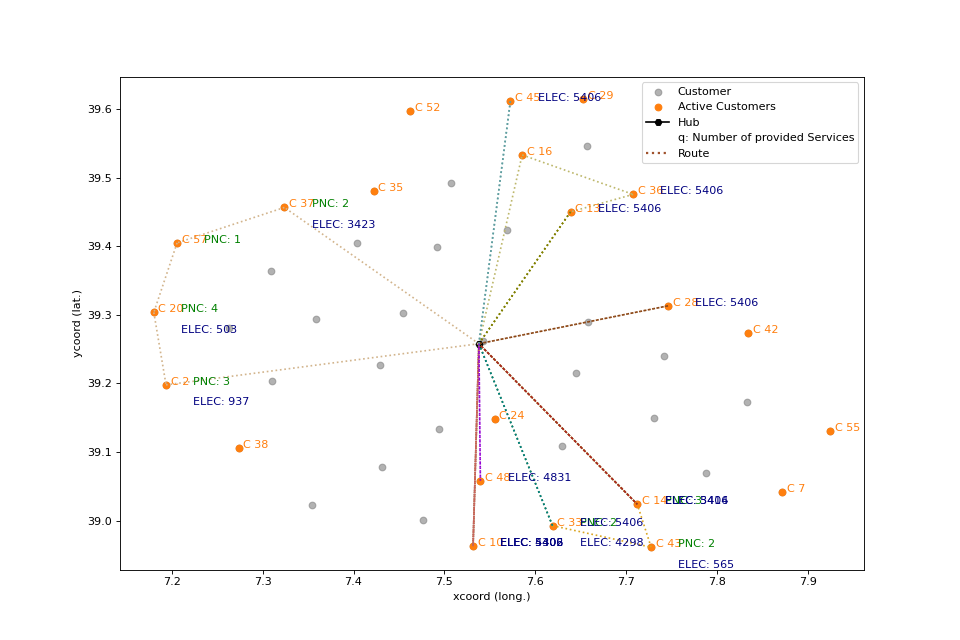 Customer
Active Customers
Hub
q: Number of provided Services
Route
39.6
39.5
39.4
39.3
39.2
39.1
39.0
ycoord (lat.)
7.2
7.3
7.4
7.5
7.6
7.7
7.8
7.9
xcoord (long.)
C 52
C 45
ELEC: 5406
C 29
C 16
C 35
C 36
ELEC: 5406
C 37
PNC: 2
ELEC: 3423
C 13
ELEC: 5406
C 57
PNC: 1
C 20
PNC: 4
C 28
ELEC: 5406
C 42
C 2
PNC: 3
ELEC: 937
C 24
C 38
C 55
C 48
ELEC: 4831
C 7
C 14
C 33
ELEC: 5406
ELEC: 4298
C 10
C 43
PNC: 2
ELEC: 565